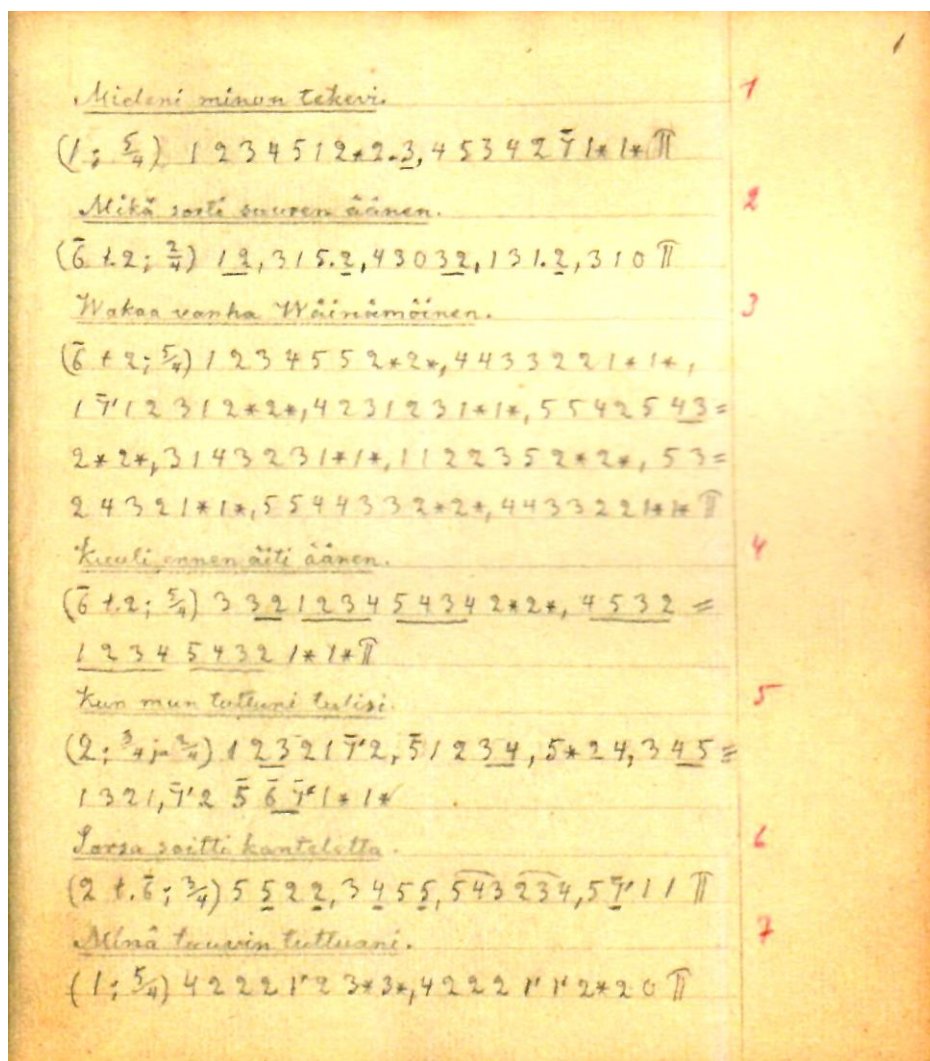 1
Mieleni minun tekevi. 1
(1; 5/4) 1 2 3 4 5 1 2*2.3, 4 5 3 4 2 7̄ 1* 1* π
Mikä sorti suuren äänen. 2
(6̄ t.2; 2/4) 1 2, 3 1 5.2, 4 3 0 3 2, 1 3 1.2, 3 1 0 π
Wakaa vanha Wäinämöinen. 3
(6̄ t 2; 5/4) 1 2 3 4 5 5 2*2*, 4 4 3 3 2 2 1*1*,
1 7̄' 1 2 3 1 2*2*, 4 2 3 1 2 3 1*1*, 5 5 4 2 5 4 3 =
2*2*, 3 1 4 3 2 3 1*1*, 1 1 2 2 3 5 2*2*, 5 3 =
2 4 3 2 1*1*, 5 5 4 4 3 3 2*2*, 4 4 3 3 2 2 1*1* π
Kuuli ennen äiti äänen. 4
(6̄ t.2; 5/4) 3 3 2 1 2 3 4 5 4 3 4 2*2*, 4 5 3 2 =
1 2 3 4 5 4 3 2 1* 1* π
Kun mun tuttuni tulisi. 5
(2; 3/4 ja 2/4) 1 2 3 2 1 7̄' 2, 5̄ 1 2 3 4, 5* 2 4, 3 4 5 =
1 3 2 1, 7̄' 2 5̄ 6̄ 7̄' 1* 1*
Sorsa soitti kanteletta. 6
(2 t. 6̄; 3/4) 5 5 2 2, 3 4 5 5, 5 4 3 2 3 4, 5 7̄' 1 1 π
Minä tauvin tuttuani. 7
(1; 5/4) 4 2 2 2 1' 2 3*3*, 4 2 2 2 1' 1' 2*2 0 π